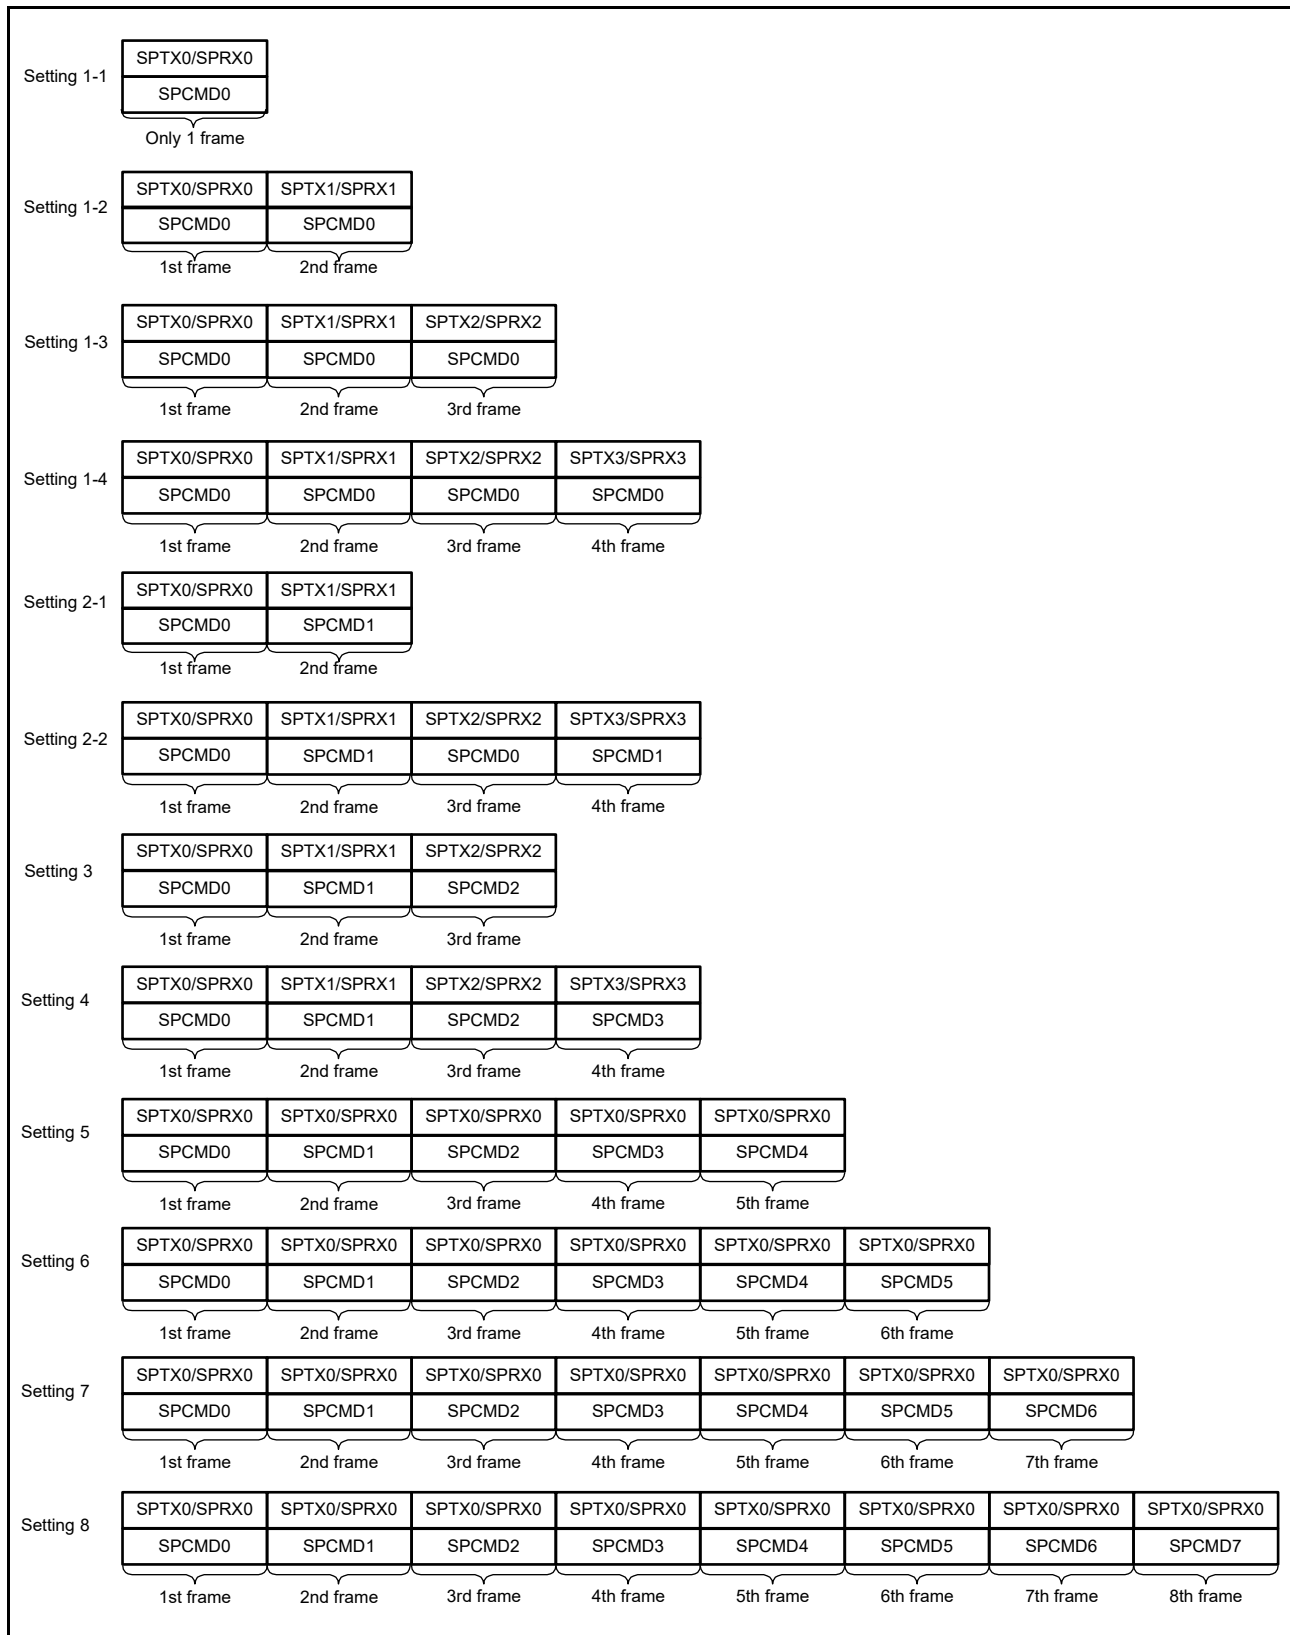 Setting 1-1
SPTX0/SPRX0
SPCMD0
Only 1 frame
Setting 1-2
SPTX0/SPRX0 SPTX1/SPRX1
SPCMD0 SPCMD0
1st frame 2nd frame
Setting 1-3
SPTX0/SPRX0 SPTX1/SPRX1 SPTX2/SPRX2
SPCMD0 SPCMD0 SPCMD0
1st frame 2nd frame 3rd frame
Setting 1-4
SPTX0/SPRX0 SPTX1/SPRX1 SPTX2/SPRX2 SPTX3/SPRX3
SPCMD0 SPCMD0 SPCMD0 SPCMD0
1st frame 2nd frame 3rd frame 4th frame
Setting 2-1
SPTX0/SPRX0 SPTX1/SPRX1
SPCMD0 SPCMD1
1st frame 2nd frame
Setting 2-2
SPTX0/SPRX0 SPTX1/SPRX1 SPTX2/SPRX2 SPTX3/SPRX3
SPCMD0 SPCMD1 SPCMD0 SPCMD1
1st frame 2nd frame 3rd frame 4th frame
Setting 3
SPTX0/SPRX0 SPTX1/SPRX1 SPTX2/SPRX2
SPCMD0 SPCMD1 SPCMD2
1st frame 2nd frame 3rd frame
Setting 4
SPTX0/SPRX0 SPTX1/SPRX1 SPTX2/SPRX2 SPTX3/SPRX3
SPCMD0 SPCMD1 SPCMD2 SPCMD3
1st frame 2nd frame 3rd frame 4th frame
Setting 5
SPTX0/SPRX0 SPTX0/SPRX0 SPTX0/SPRX0 SPTX0/SPRX0 SPTX0/SPRX0
SPCMD0 SPCMD1 SPCMD2 SPCMD3 SPCMD4
1st frame 2nd frame 3rd frame 4th frame 5th frame
Setting 6
SPTX0/SPRX0 SPTX0/SPRX0 SPTX0/SPRX0 SPTX0/SPRX0 SPTX0/SPRX0 SPTX0/SPRX0
SPCMD0 SPCMD1 SPCMD2 SPCMD3 SPCMD4 SPCMD5
1st frame 2nd frame 3rd frame 4th frame 5th frame 6th frame
Setting 7
SPTX0/SPRX0 SPTX0/SPRX0 SPTX0/SPRX0 SPTX0/SPRX0 SPTX0/SPRX0 SPTX0/SPRX0 SPTX0/SPRX0
SPCMD0 SPCMD1 SPCMD2 SPCMD3 SPCMD4 SPCMD5 SPCMD6
1st frame 2nd frame 3rd frame 4th frame 5th frame 6th frame 7th frame
Setting 8
SPTX0/SPRX0 SPTX0/SPRX0 SPTX0/SPRX0 SPTX0/SPRX0 SPTX0/SPRX0 SPTX0/SPRX0 SPTX0/SPRX0 SPTX0/SPRX0
SPCMD0 SPCMD1 SPCMD2 SPCMD3 SPCMD4 SPCMD5 SPCMD6 SPCMD7
1st frame 2nd frame 3rd frame 4th frame 5th frame 6th frame 7th frame 8th frame